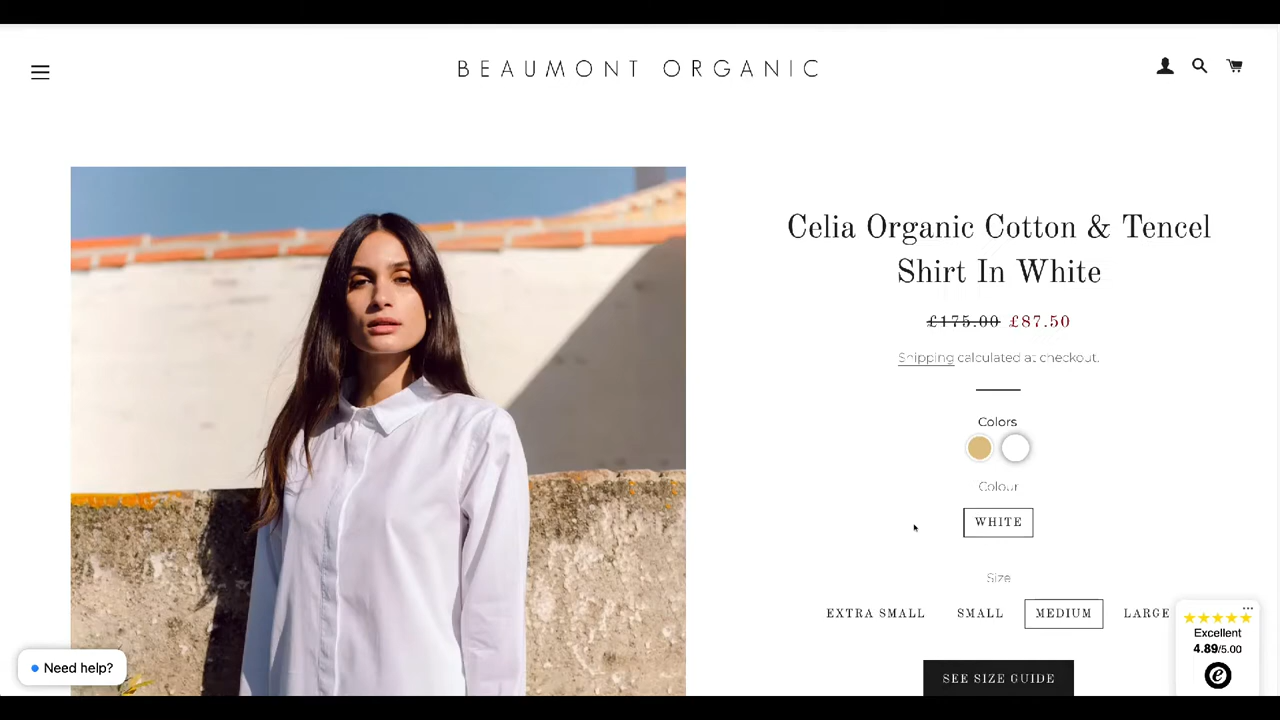 BEAUMONT ORGANIC
Celia Organic Cotton & Tencel
Shirt In White
£175.00 £87.50
Shipping calculated at checkout.
Colors
Colour
WHITE
Size
EXTRA SMALL SMALL MEDIUM LARGE
SEE SIZE GUIDE
Need help?
Excellent
4.89/5.00
e